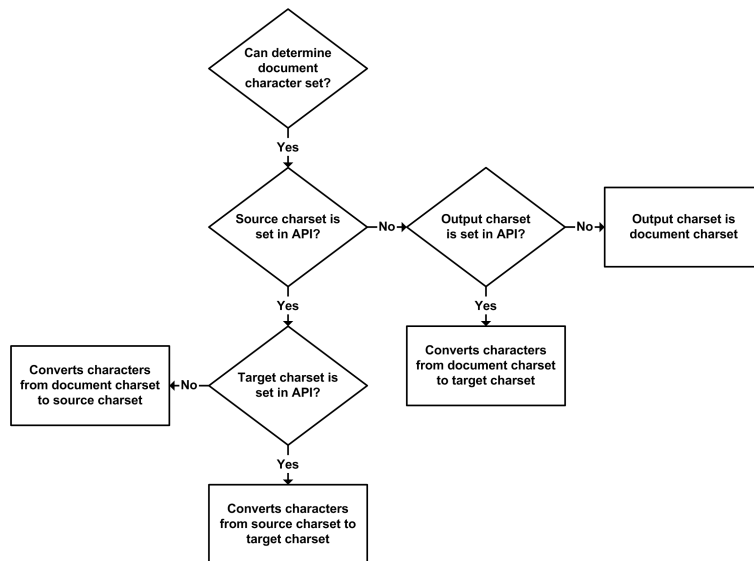 Can determine
document
character set?
Yes
Source charset is
set in API?
No
Output charset
is set in API?
No
Output charset is
document charset
Yes
Yes
Converts characters
from document charset
to source charset
No
Target charset is
set in API?
Converts characters
from document charset
to target charset
Yes
Converts characters
from source charset to
target charset